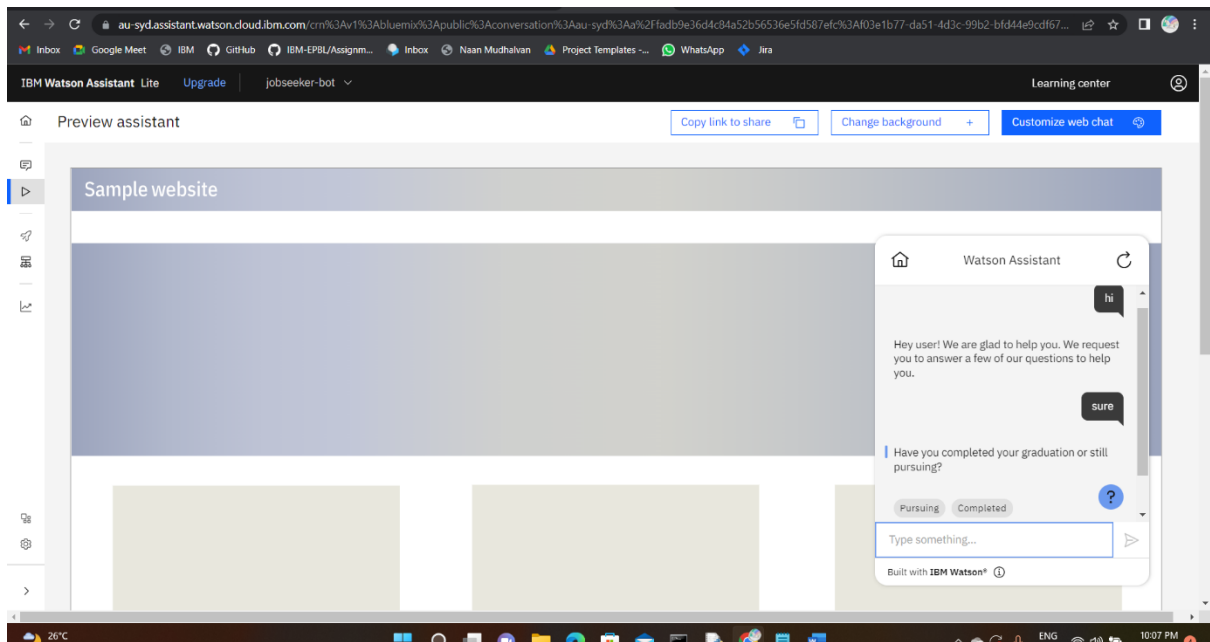 au-syd.assistant.watson.cloud.ibm.com/crn%3Av1%3Abluemix%3Apublic%3Aconversation%3Aau-syd%3Aa%2Ffadb9e36d4c84a52b56536e5fd587efc%3Af03e1b77-da51-4d3c-99b2-bfd44e9cdf67...
Inbox Google Meet IBM GitHub IBM-EPBL/Assignm... Inbox Naan Mudhalvan Project Templates -... WhatsApp Jira
IBM Watson Assistant Lite Upgrade jobseeker-bot Learning center
Preview assistant Copy link to share Change background + Customize web chat
Sample website
Watson Assistant
hi
Hey user! We are glad to help you. We request
you to answer a few of our questions to help
you.
sure
Have you completed your graduation or still
pursuing?
?
Pursuing Completed
Type something...
Built with IBM Watson®
26°C ENG 10:07 PM